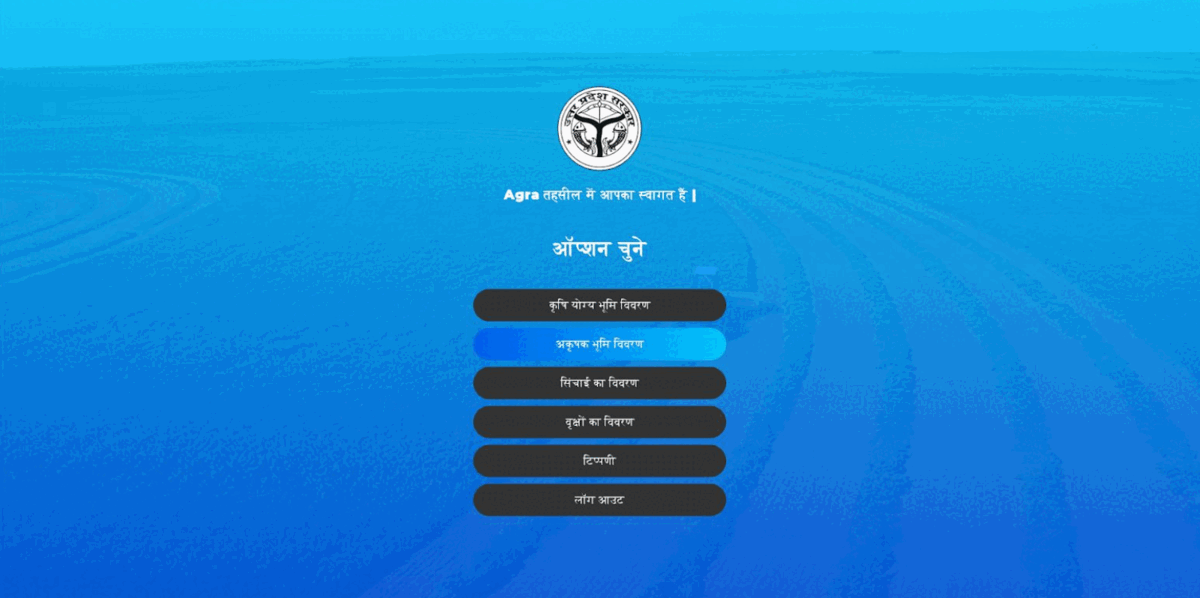 उत्तर प्रदेश सरकार
Agra तहसील में आपका स्वागत हैं |
ऑप्शन चुने
कृषि योग्य भूमि विवरण
अकृषक भूमि विवरण
सिंचाई का विवरण
वृक्षों का विवरण
टिप्पणी
लॉग आउट